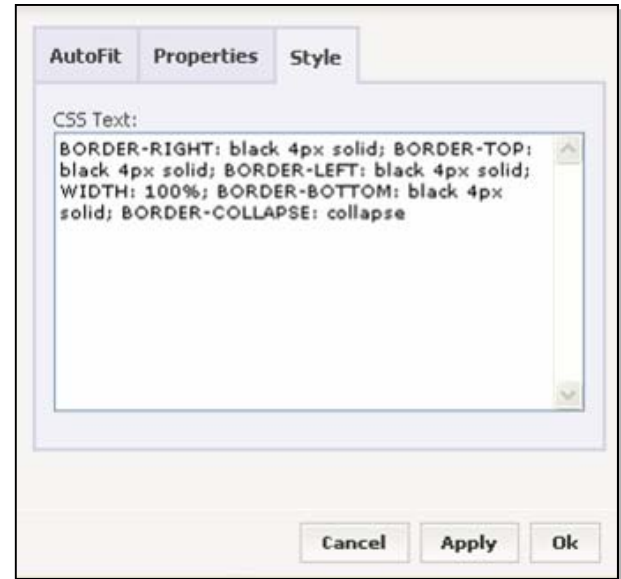 AutoFit Properties Style
CSS Text:
BORDER-RIGHT: black 4px solid; BORDER-TOP:
black 4px solid; BORDER-LEFT: black 4px solid;
WIDTH: 100%; BORDER-BOTTOM: black 4px
solid; BORDER-COLLAPSE: collapse
Cancel Apply Ok